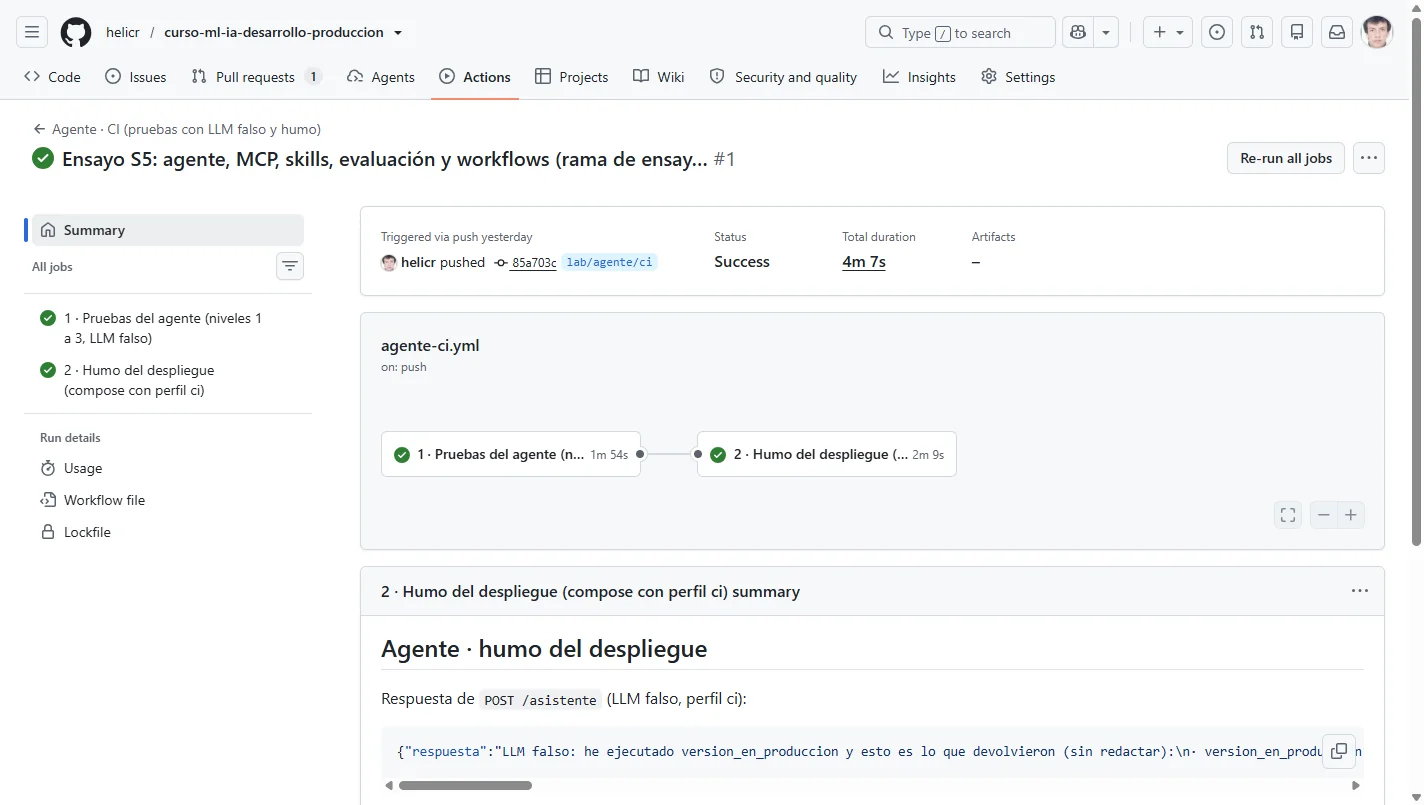 helicr / curso-ml-ia-desarrollo-produccion
Type / to search
Code
Issues
Pull requests 1
Agents
Actions
Projects
Wiki
Security and quality
Insights
Settings
Agente · CI (pruebas con LLM falso y humo)
Ensayo S5: agente, MCP, skills, evaluación y workflows (rama de ensay... #1
Re-run all jobs
Summary
All jobs
1 · Pruebas del agente (niveles 1
a 3, LLM falso)
2 · Humo del despliegue
(compose con perfil ci)
Run details
Usage
Workflow file
Lockfile
Triggered via push yesterday
helicr pushed 85a703c lab/agente/ci
Status
Success
Total duration
4m 7s
Artifacts
–
agente-ci.yml
on: push
1 · Pruebas del agente (n... 1m 54s
2 · Humo del despliegue (... 2m 9s
2 · Humo del despliegue (compose con perfil ci) summary
Agente · humo del despliegue
Respuesta de POST /asistente (LLM falso, perfil ci):
{"respuesta":"LLM falso: he ejecutado version_en_produccion y esto es lo que devolvieron (sin redactar):\n· version_en_produ